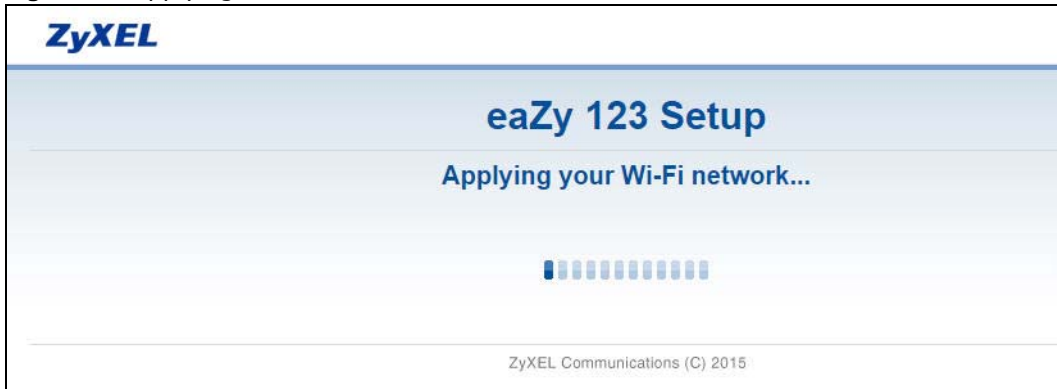 ZyXEL
eaZy 123 Setup
Applying your Wi-Fi network...
ZyXEL Communications (C) 2015